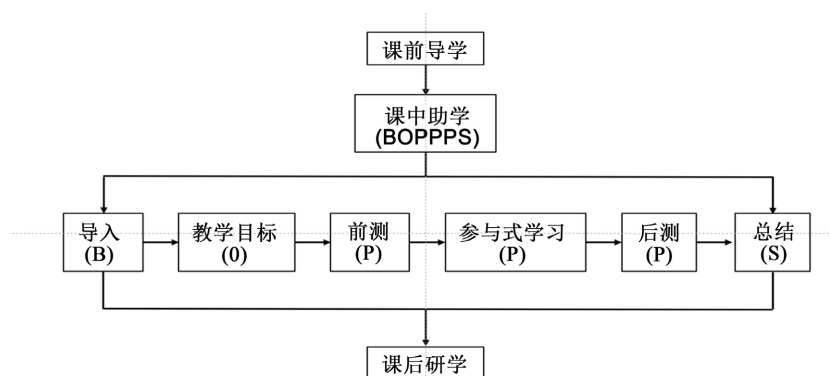 课前导学
课中助学
(BOPPPS)
导入
(B)
教学目标
(0)
前测
(P)
参与式学习
(P)
后测
(P)
总结
(S)
课后研学